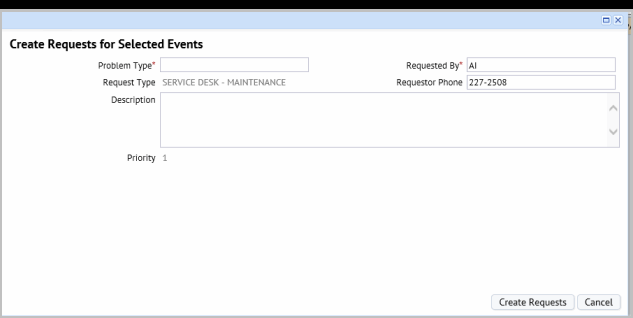 Create Requests for Selected Events
Problem Type* Requested By* AI
Request Type SERVICE DESK - MAINTENANCE Requestor Phone 227-2508
Description
Priority 1
Create Requests Cancel